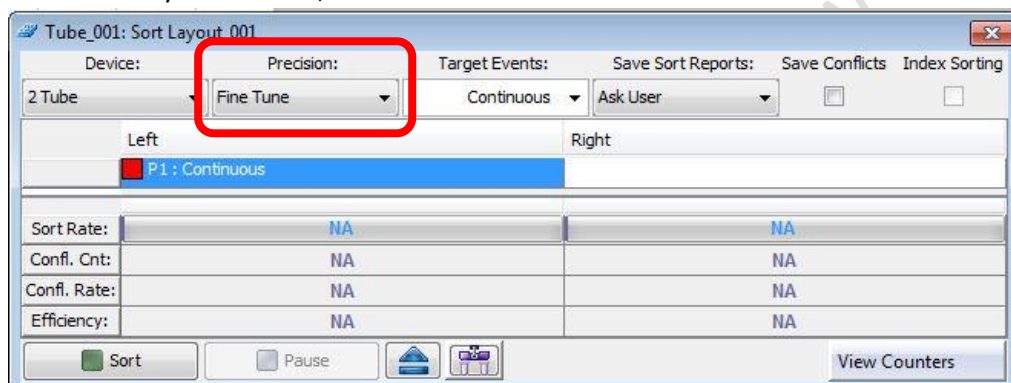 Tube_001: Sort Layout_001
Device: Precision: Target Events: Save Sort Reports: Save Conflicts Index Sorting
2 Tube Fine Tune Continuous Ask User
Left Right
P1 : Continuous
Sort Rate: NA NA
Confl. Cnt: NA NA
Confl. Rate: NA NA
Efficiency: NA NA
Sort Pause View Counters